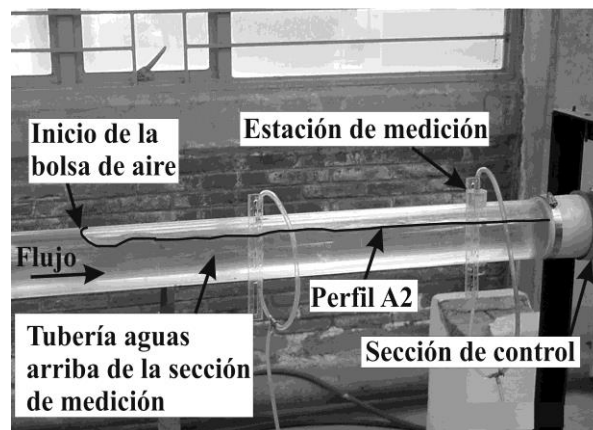 Inicio de la
bolsa de aire
Estación de medición
Flujo
Perfil A2
Tubería aguas
arriba de la sección
de medición
Sección de control